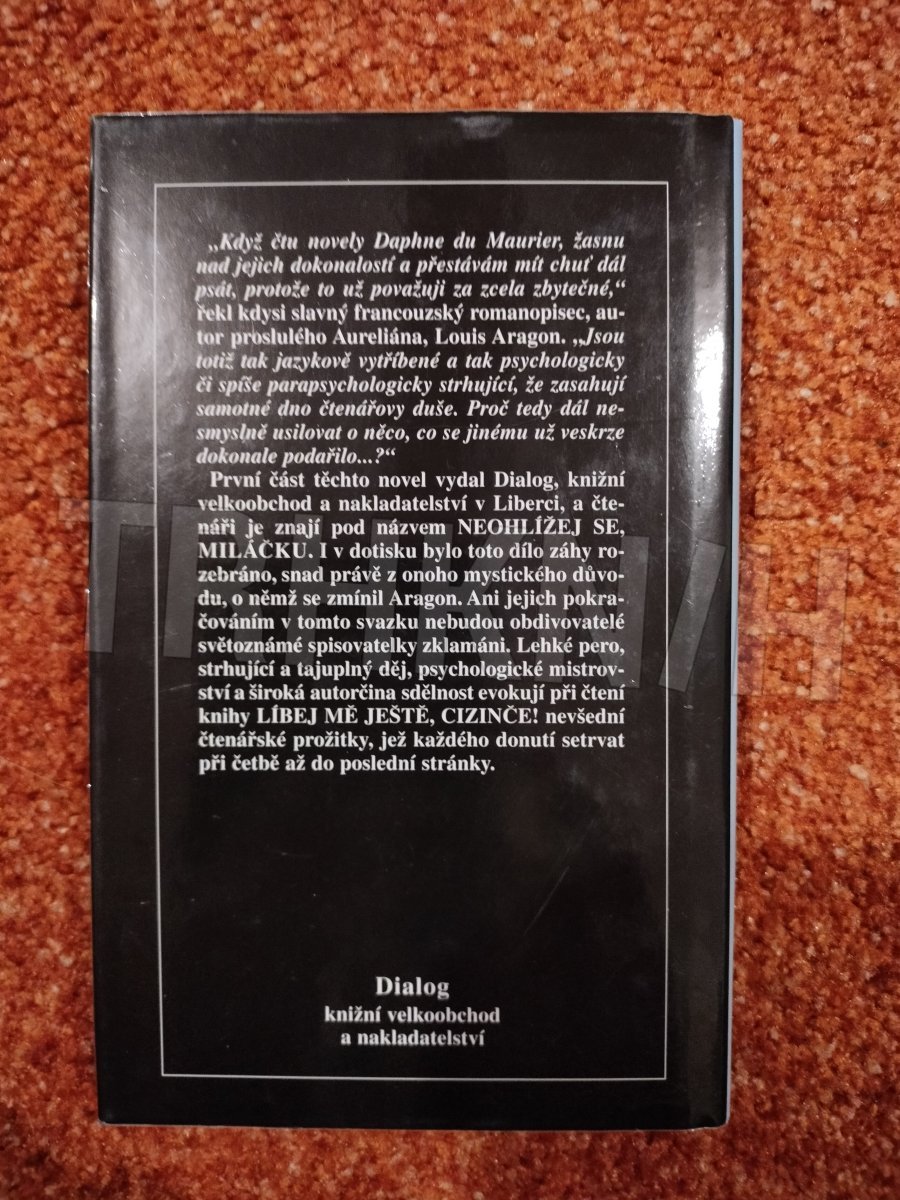 „Když čtu novely Daphne du Maurier, žasnu
nad jejich dokonalostí a přestávám mít chuť dál
psát, protože to už považuji za zcela zbytečné,“
řekl kdysi slavný francouzský romanopisec, au-
tor proslulého Aureliána, Louis Aragon. „Jsou
totiž tak jazykově vytříbené a tak psychologicky
či spíše parapsychologicky strhující, že zasahují
samotné dno čtenářovy duše. Proč tedy dál ne-
smyslně usilovat o něco, co se jinému už veskrze
dokonale podařilo...?“
První část těchto novel vydal Dialog, knižní
velkoobchod a nakladatelství v Liberci, a čte-
náři je znají pod názvem NEOHLÍŽEJ SE,
MILÁČKU. I v dotisku bylo toto dílo záhy ro-
zebráno, snad právě z onoho mystického důvo-
du, o němž se zmínil Aragon. Ani jejich pokra-
čováním v tomto svazku nebudou obdivovatelé
světoznámé spisovatelky zklamáni. Lehké pero,
strhující a tajuplný děj, psychologické mistrov-
ství a široká autorčina sdělnost evokují při čtení
knihy LÍBEJ MĚ JEŠTĚ, CIZINČE! nevšední
čtenářské prožitky, jež každého donutí setrvat
při četbě až do poslední stránky.
Dialog
knižní velkoobchod
a nakladatelství